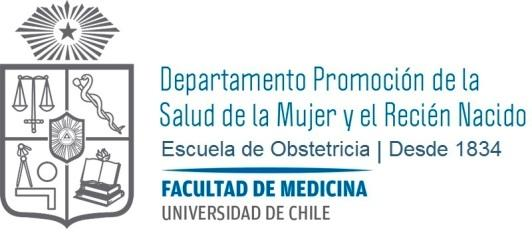 Departamento Promoción de la
Salud de la Mujer y el Recién Nacido
Escuela de Obstetricia | Desde 1834
FACULTAD DE MEDICINA
UNIVERSIDAD DE CHILE